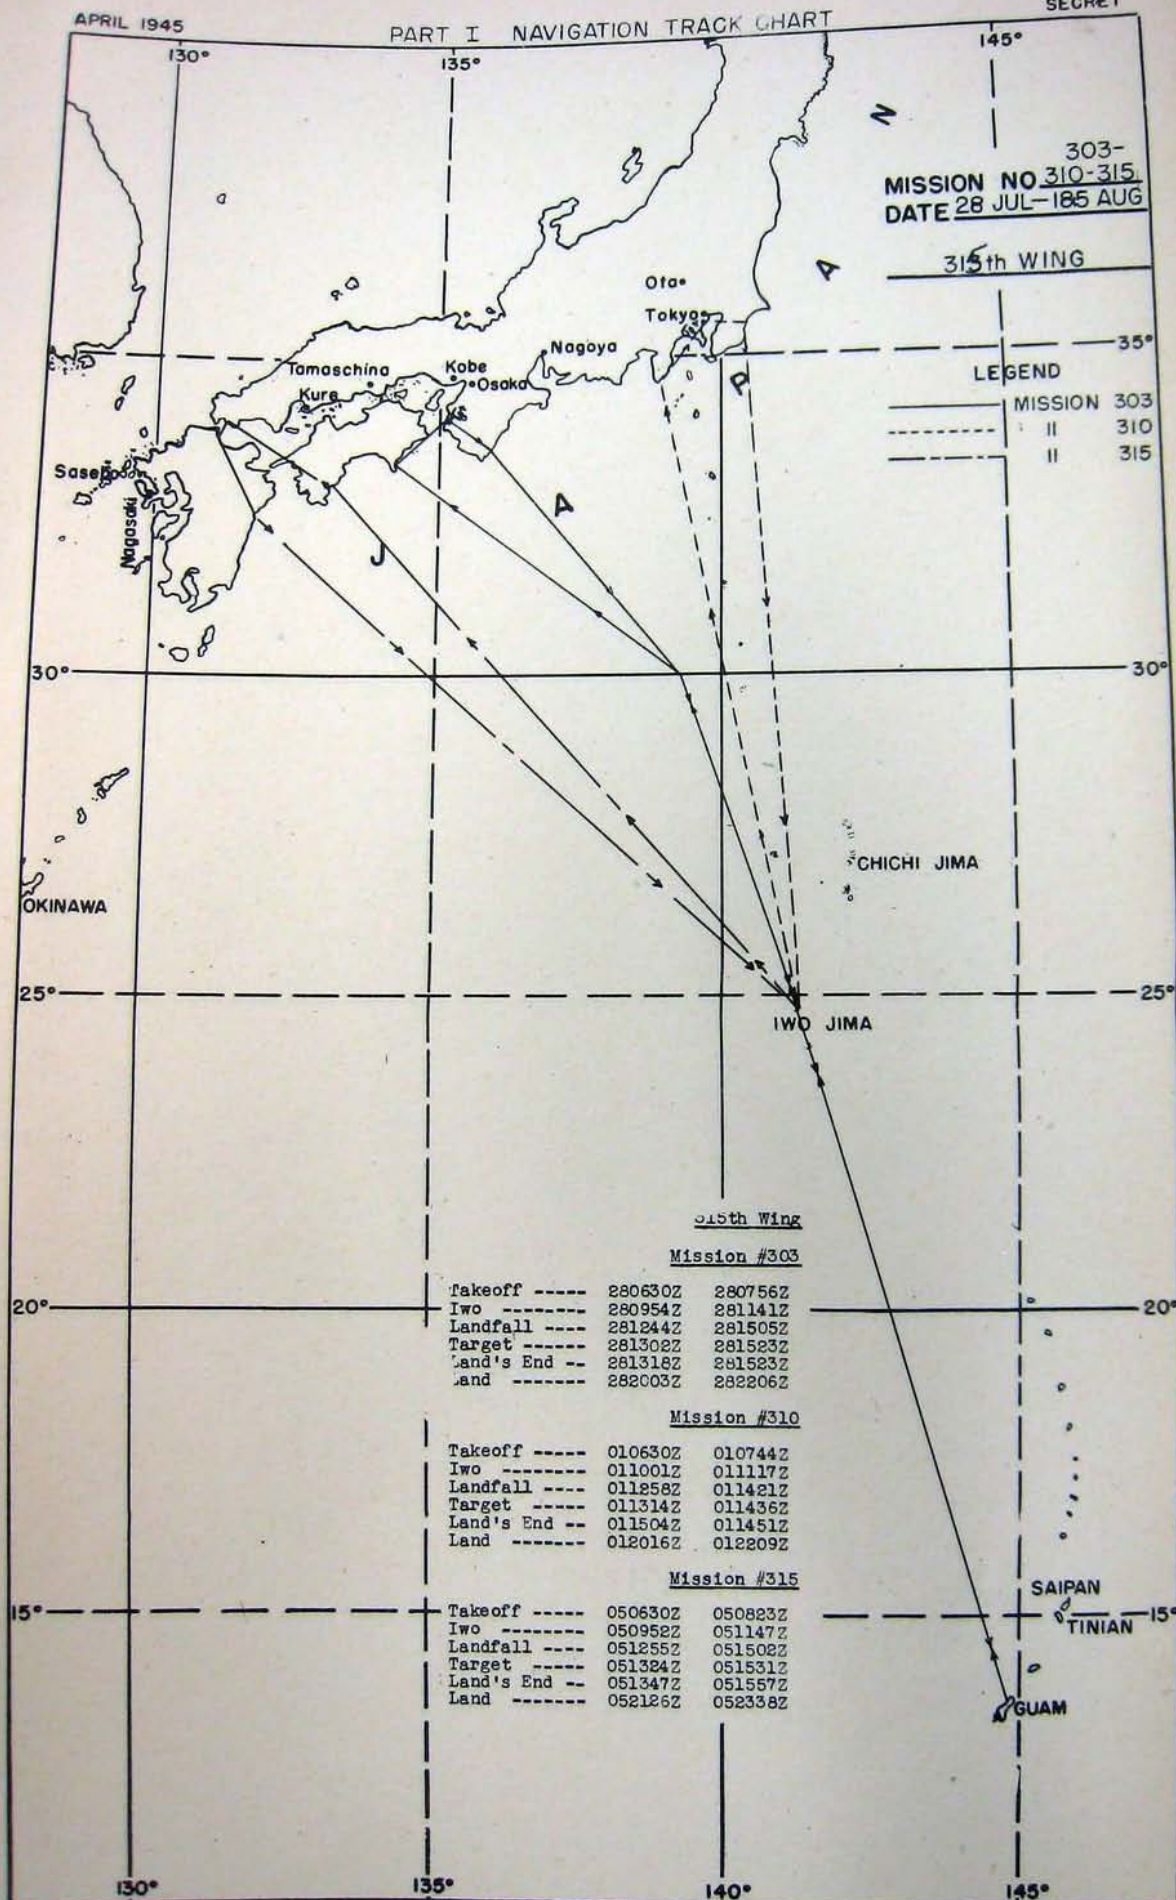 APRIL 1945
PART I NAVIGATION TRACK CHART
SECRET
130°
135°
145°
N
303-
MISSION NO 310-315
DATE 28 JUL-185 AUG
315th WING
A
Ota
Tokyo
Nagoya
35°
Tamaschina
Kobe
Osaka
Kure
P
LEGEND
MISSION 303
" 310
" 315
Sasebo
Nagasaki
A
J
30°
30°
CHICHI JIMA
OKINAWA
25°
25°
IWO JIMA
315th Wing
Mission #303
Takeoff ----- 280630Z 280756Z
20°
Iwo -------- 280954Z 281141Z
20°
Landfall ---- 281244Z 281505Z
Target ------ 281302Z 281523Z
Land's End -- 281318Z 281523Z
Land ------- 282003Z 282206Z
Mission #310
Takeoff ----- 010630Z 010744Z
Iwo -------- 011001Z 011117Z
Landfall ---- 011258Z 011421Z
Target ----- 011314Z 011436Z
Land's End -- 011504Z 011451Z
Land ------- 012016Z 012209Z
Mission #315
SAIPAN
15°
Takeoff ----- 050630Z 050823Z
15°
TINIAN
Iwo -------- 050952Z 051147Z
Landfall ---- 051255Z 051502Z
Target ----- 051324Z 051531Z
Land's End -- 051347Z 051557Z
Land ------- 052126Z 052338Z
GUAM
130°
135°
140°
145°